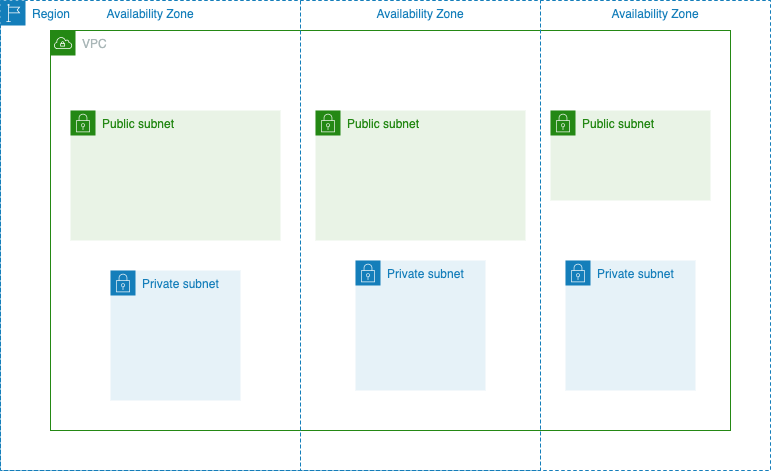 Region
Availability Zone
Availability Zone
Availability Zone
VPC
Public subnet
Public subnet
Public subnet
Private subnet
Private subnet
Private subnet